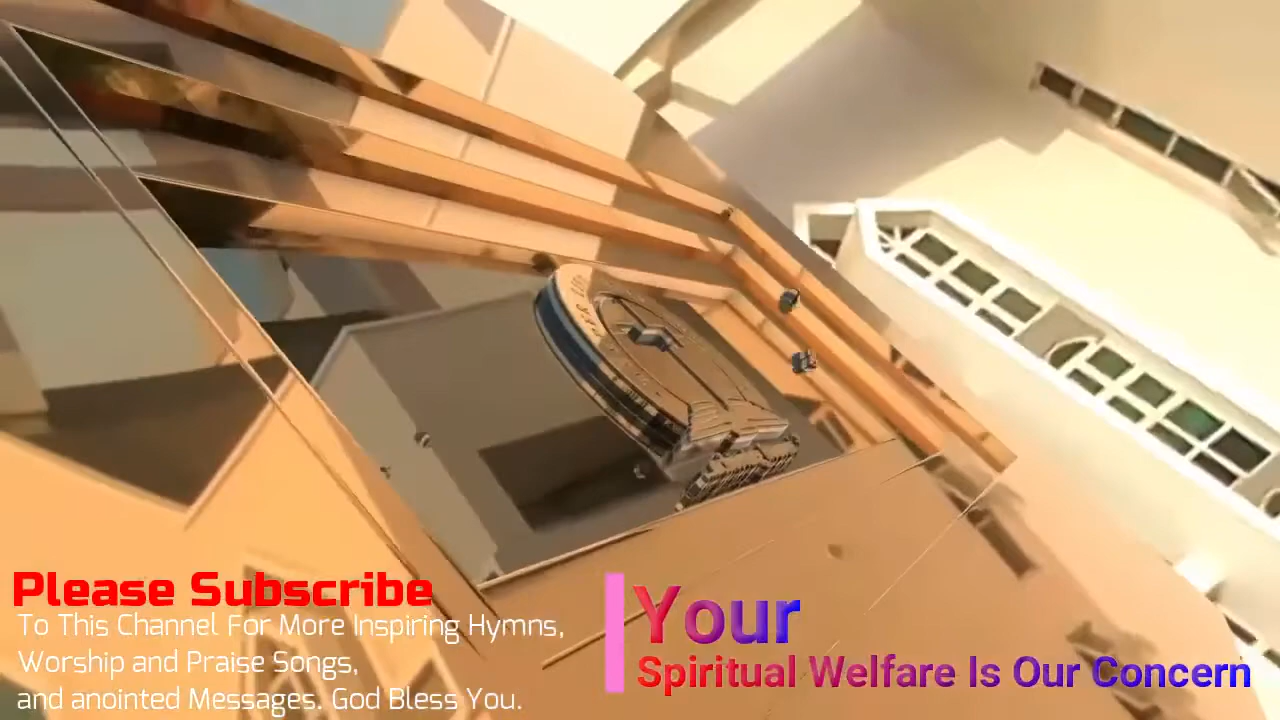 Please Subscribe
To This Channel For More Inspiring Hymns,
Worship and Praise Songs,
and anointed Messages. God Bless You.
Your
Spiritual Welfare Is Our Concern